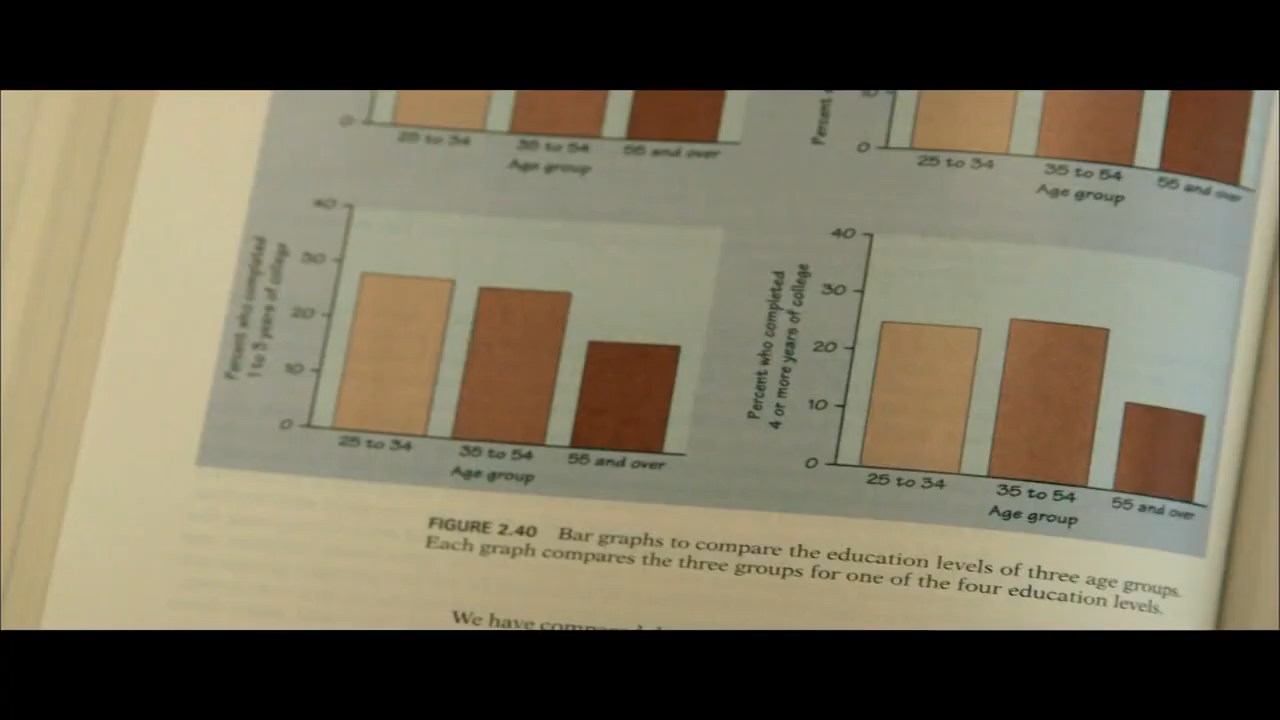 0
25 to 34
35 to 54
55 and over
Age group
Percent
10
0
25 to 34
35 to 54
55 and over
Age group
Percent who completed
1 to 3 years of college
40
30
20
10
0
25 to 34
35 to 54
55 and over
Age group
Percent who completed
4 or more years of college
40
30
20
10
0
25 to 34
35 to 54
55 and over
Age group
FIGURE 2.40 Bar graphs to compare the education levels of three age groups.
Each graph compares the three groups for one of the four education levels.
We have compared